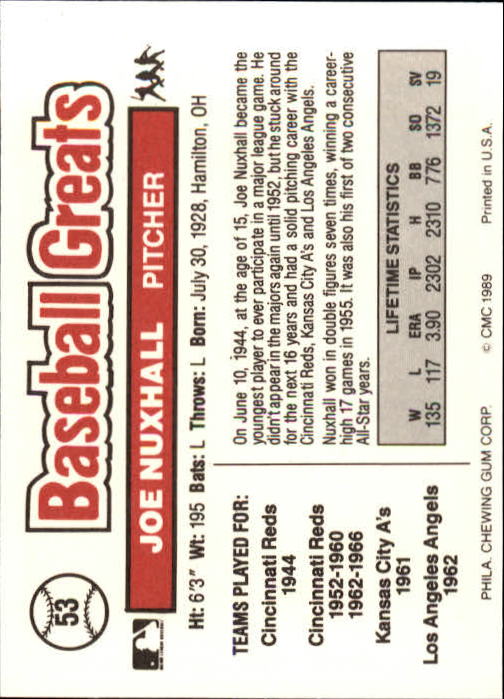 53
Baseball Greats
JOE NUXHALL PITCHER
Ht: 6'3" Wt: 195 Bats: L Throws: L Born: July 30, 1928, Hamilton, OH
TEAMS PLAYED FOR:
Cincinnati Reds
1944
Cincinnati Reds
1952-1960
1962-1966
Kansas City A's
1961
Los Angeles Angels
1962
On June 10, 1944, at the age of 15, Joe Nuxhall became the
youngest player to ever participate in a major league game. He
didn't appear in the majors again until 1952, but he stuck around
for the next 16 years and had a solid pitching career with the
Cincinnati Reds, Kansas City A's and Los Angeles Angels.
Nuxhall won in double figures seven times, winning a career-
high 17 games in 1955. It was also his first of two consecutive
All-Star years.
LIFETIME STATISTICS
W L ERA IP H BB SO SV
135 117 3.90 2302 2310 776 1372 19
PHILA. CHEWING GUM CORP. © CMC 1989 Printed in U.S.A.